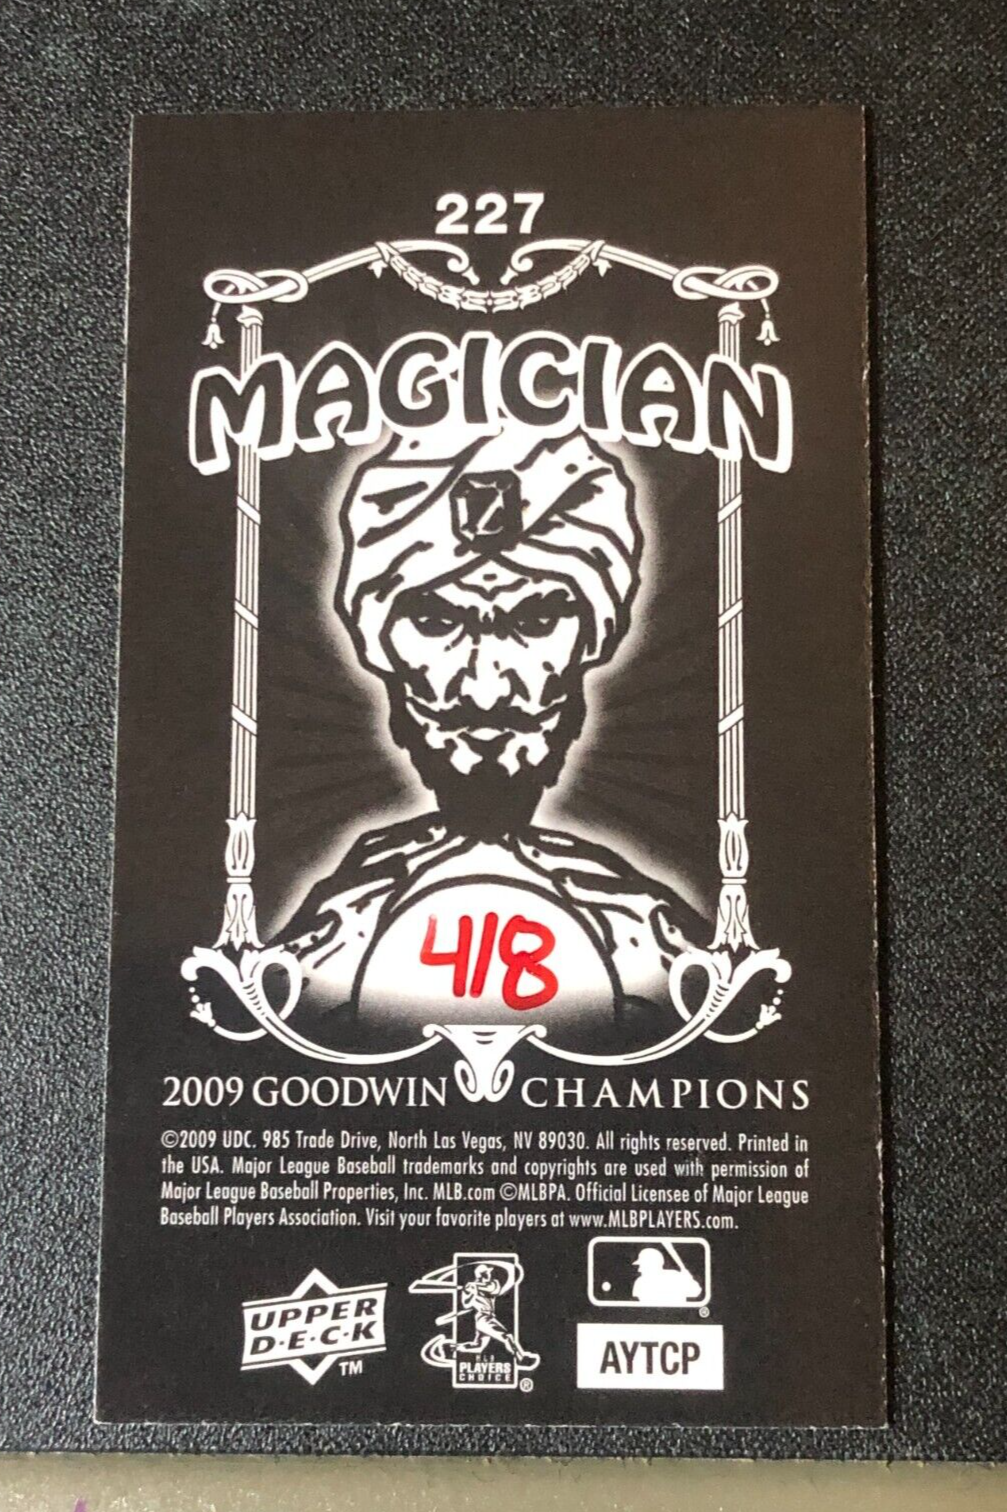 227
MAGICIAN
4/8
2009 GOODWIN CHAMPIONS
©2009 UDC. 985 Trade Drive, North Las Vegas, NV 89030. All rights reserved. Printed in
the USA. Major League Baseball trademarks and copyrights are used with permission of
Major League Baseball Properties, Inc. MLB.com ©MLBPA. Official Licensee of Major League
Baseball Players Association. Visit your favorite players at www.MLBPLAYERS.com.
UPPER
D·E·C·K
TM
MLB
PLAYERS
CHOICE
®
®
AYTCP